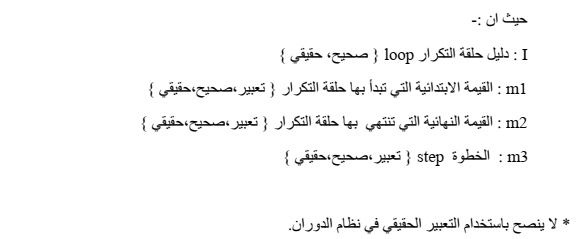 حيث ان :-
I : دليل حلقة التكرار loop { صحيح، حقيقي }
m1 : القيمة الابتدائية التي تبدأ بها حلقة التكرار { تعبير،صحيح،حقيقي }
m2 : القيمة النهائية التي تنتهي بها حلقة التكرار { تعبير،صحيح،حقيقي }
m3 : الخطوة step { تعبير،صحيح،حقيقي }
* لا ينصح باستخدام التعبير الحقيقي في نظام الدوران.